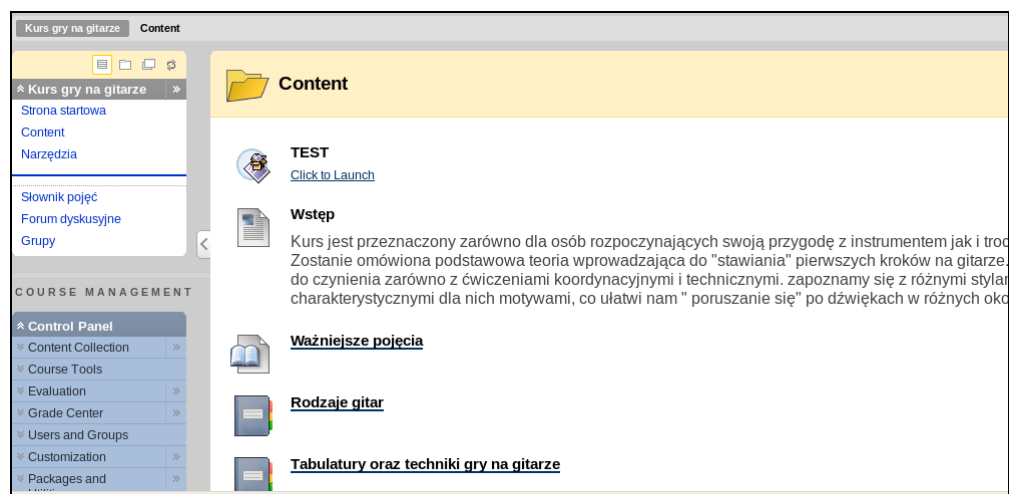 Kurs gry na gitarze Content
Kurs gry na gitarze
Strona startowa
Content
Narzędzia
Słownik pojęć
Forum dyskusyjne
Grupy
COURSE MANAGEMENT
Control Panel
Content Collection
Course Tools
Evaluation
Grade Center
Users and Groups
Customization
Packages and
Content
TEST
Click to Launch
Wstęp
Kurs jest przeznaczony zarówno dla osób rozpoczynających swoją przygodę z instrumentem jak i
Zostanie omówiona podstawowa teoria wprowadzająca do "stawiania" pierwszych kroków na gitarze.
do czynienia zarówno z ćwiczeniami koordynacyjnymi i technicznymi. zapoznamy się z różnymi
charakterystycznymi dla nich motywami, co ułatwi nam " poruszanie się" po dźwiękach w różnych
Ważniejsze pojęcia
Rodzaje gitar
Tabulatury oraz techniki gry na gitarze